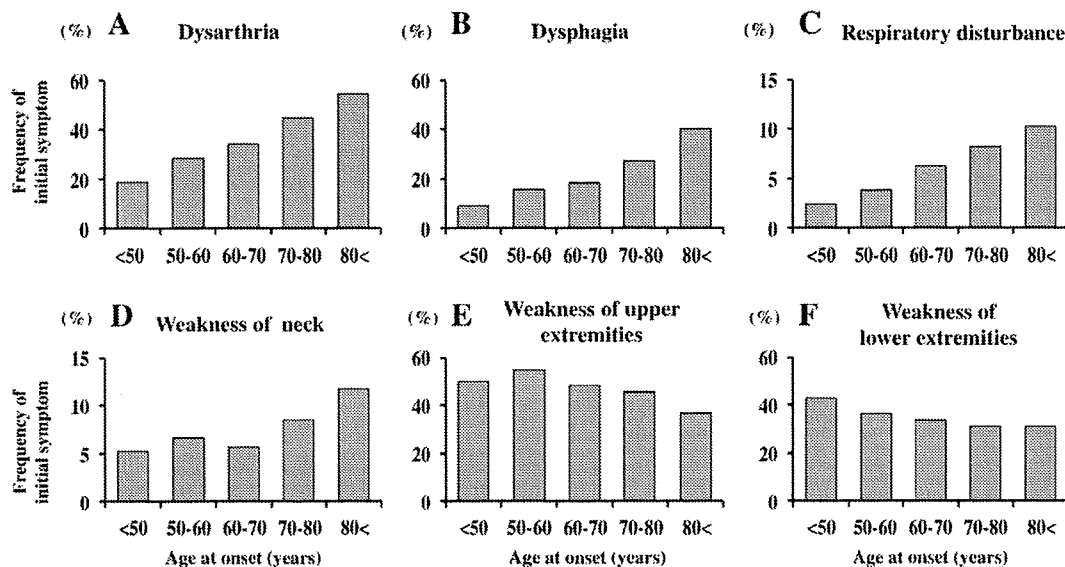 (%) A Dysarthria
60
40
20
0
Frequency of
initial symptom
<50 50-60 60-70 70-80 80<
(%) B Dysphagia
60
40
20
0
<50 50-60 60-70 70-80 80<
(%) C Respiratory disturbance
15
10
5
0
<50 50-60 60-70 70-80 80<
(%) D Weakness of neck
15
10
5
0
Frequency of
initial symptom
<50 50-60 60-70 70-80 80<
Age at onset (years)
(%) E Weakness of upper
extremities
60
40
20
0
<50 50-60 60-70 70-80 80<
Age at onset (years)
(%) F Weakness of
lower extremities
60
40
20
0
<50 50-60 60-70 70-80 80<
Age at onset (years)